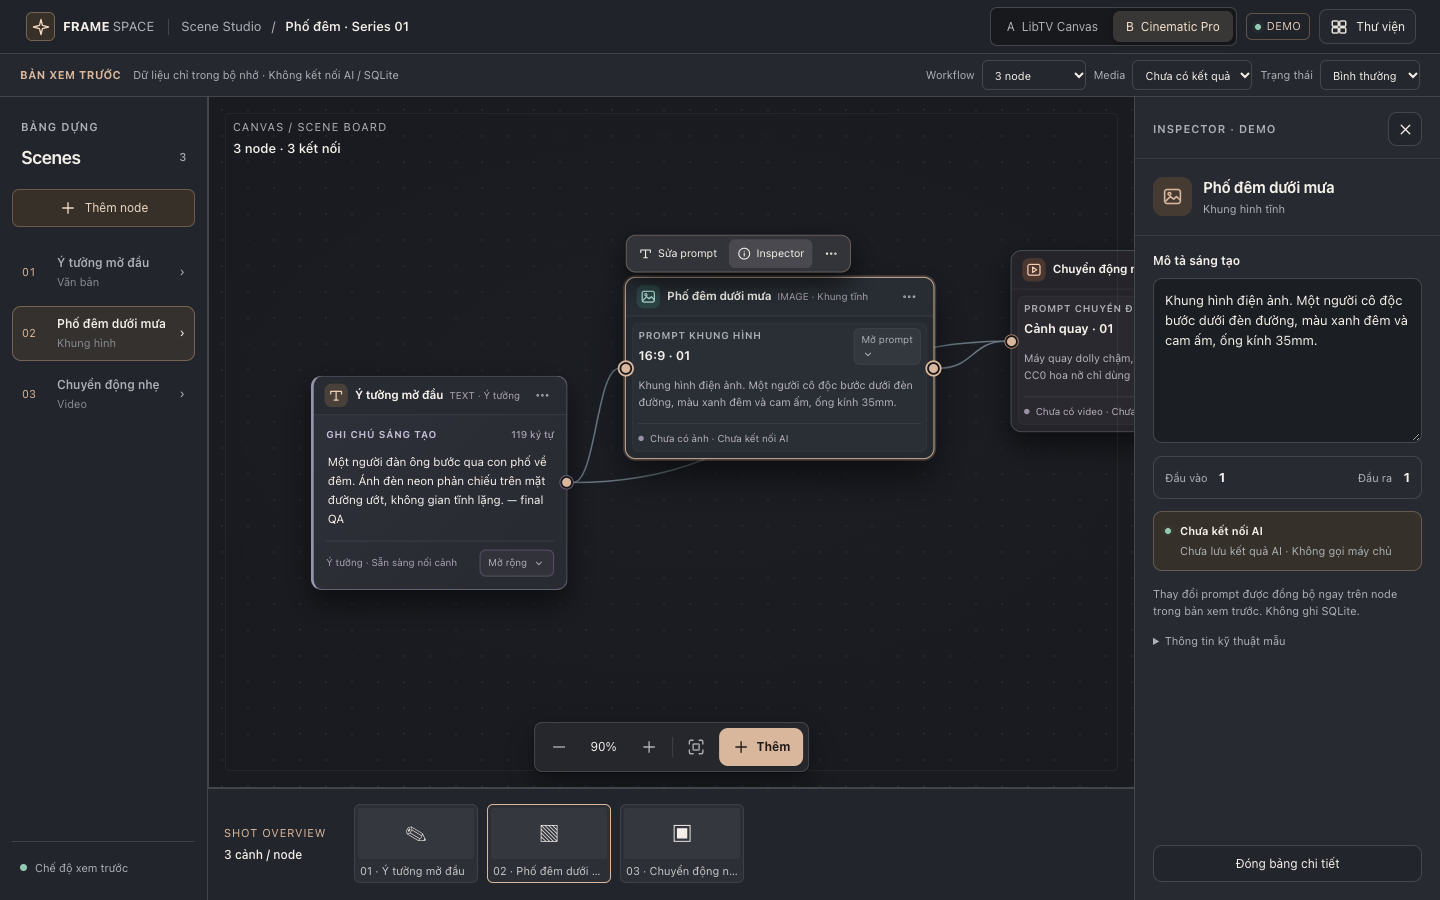 FRAME SPACE
Scene Studio / Phố đêm · Series 01
A LibTV Canvas
B Cinematic Pro
DEMO
Thư viện
BẢN XEM TRƯỚC
Dữ liệu chỉ trong bộ nhớ · Không kết nối AI / SQLite
Workflow
3 node
Media
Chưa có kết quả
Trạng thái
Bình thường
BẢNG DỰNG
Scenes
3
Thêm node
01
Ý tưởng mở đầu
Văn bản
02
Phố đêm dưới mưa
Khung hình
03
Chuyển động nhẹ
Video
Chế độ xem trước
CANVAS / SCENE BOARD
3 node · 3 kết nối
Sửa prompt
Inspector
Phố đêm dưới mưa
IMAGE · Khung tĩnh
PROMPT KHUNG HÌNH
16:9 · 01
Mở prompt
Khung hình điện ảnh. Một người cô độc bước dưới đèn
đường, màu xanh đêm và cam ấm, ống kính 35mm.
Chưa có ảnh · Chưa kết nối AI
Ý tưởng mở đầu
TEXT · Ý tưởng
GHI CHÚ SÁNG TẠO
119 ký tự
Một người đàn ông bước qua con phố về
đêm. Ánh đèn neon phản chiếu trên mặt
đường ướt, không gian tĩnh lặng. — final
QA
Ý tưởng · Sẵn sàng nối cảnh
Mở rộng
Chuyển động n
PROMPT CHUYỂN Đ
Cảnh quay · 01
Máy quay dolly chậm,
CC0 hoa nở chỉ dùng
Chưa có video · Chưa
90%
Thêm
SHOT OVERVIEW
3 cảnh / node
01 · Ý tưởng mở đầu
02 · Phố đêm dưới ...
03 · Chuyển động n...
INSPECTOR · DEMO
Phố đêm dưới mưa
Khung hình tĩnh
Mô tả sáng tạo
Khung hình điện ảnh. Một người cô độc
bước dưới đèn đường, màu xanh đêm và
cam ấm, ống kính 35mm.
Đầu vào 1
Đầu ra 1
Chưa kết nối AI
Chưa lưu kết quả AI · Không gọi máy chủ
Thay đổi prompt được đồng bộ ngay trên node
trong bản xem trước. Không ghi SQLite.
Thông tin kỹ thuật mẫu
Đóng bảng chi tiết